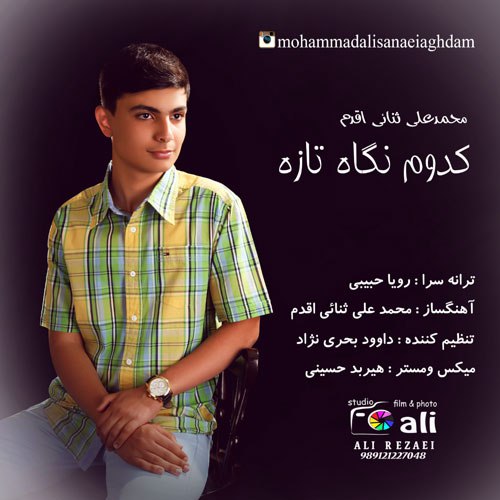 mohammadalisanaeiaghdam
محمدعلی ثنائی اقدم
کدوم نگاه تازه
ترانه سرا : رویا حبیبی
آهنگساز : محمد علی ثنائی اقدم
تنظیم کننده : داوود بحری نژاد
میکس ومستر : هیربد حسینی
studio film & photo
ali
ALI REZAEI
989121227048